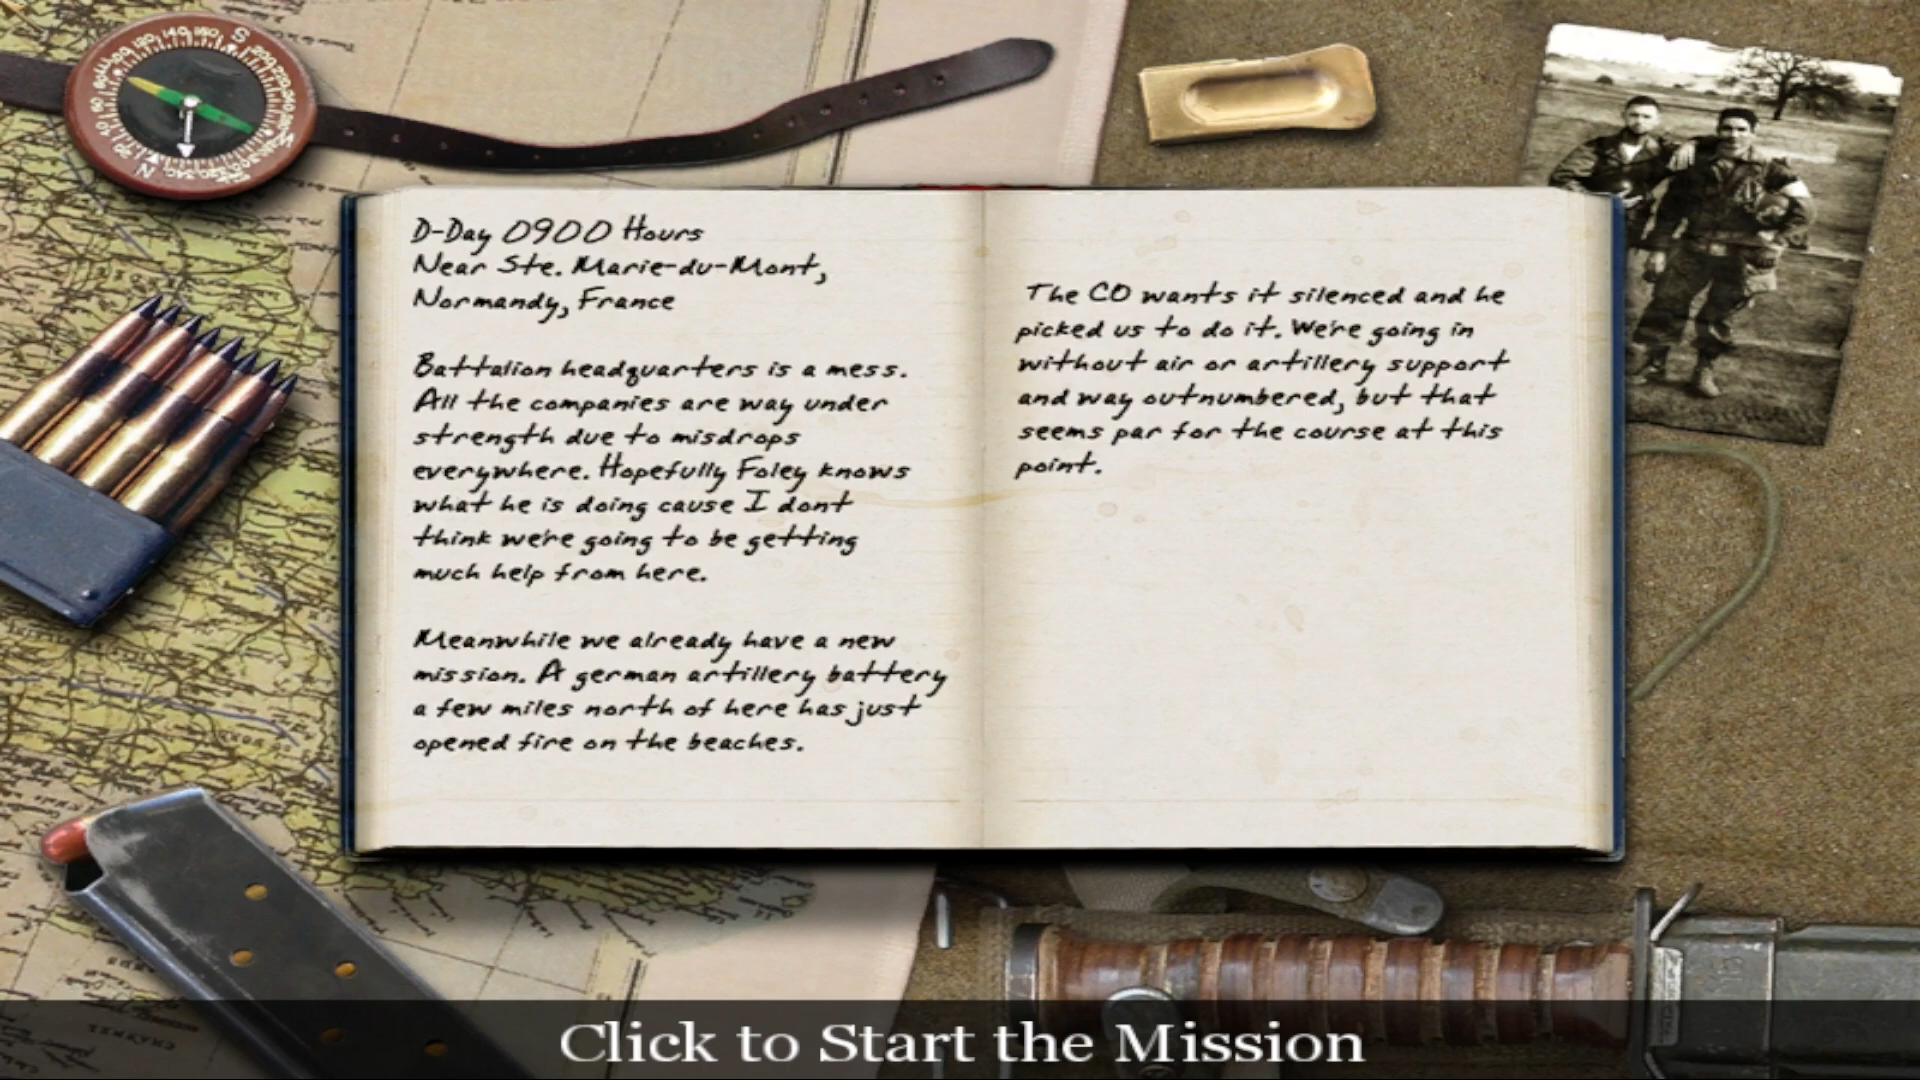 D-Day 0900 Hours
Near Ste. Marie-du-Mont,
Normandy, France
Battalion headquarters is a mess.
All the companies are way under
strength due to misdrops
everywhere. Hopefully Foley knows
what he is doing cause I dont
think we're going to be getting
much help from here.
Meanwhile we already have a new
mission. A german artillery battery
a few miles north of here has just
opened fire on the beaches.
The CO wants it silenced and he
picked us to do it. We're going in
without air or artillery support
and way outnumbered, but that
seems par for the course at this
point.
Click to Start the Mission